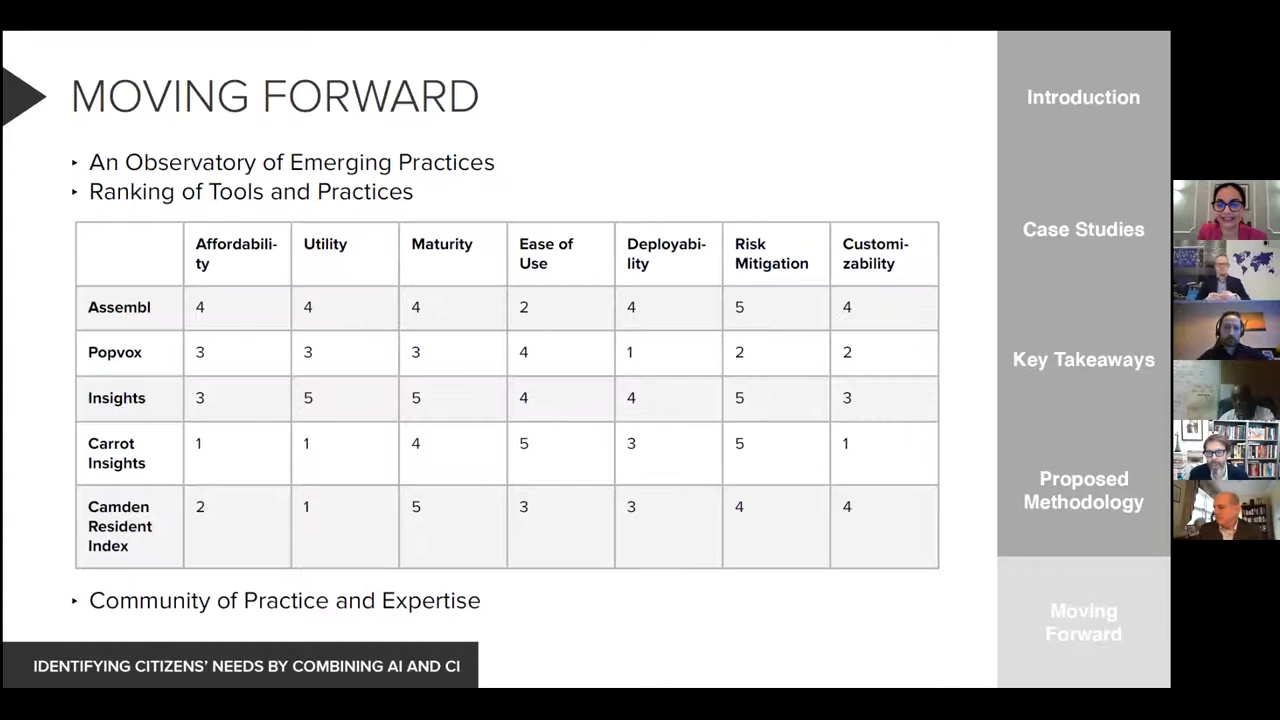 MOVING FORWARD
‣ An Observatory of Emerging Practices
‣ Ranking of Tools and Practices
Affordabili- Utility Maturity Ease of Deployabi- Risk Customi-
ty Use lity Mitigation zability
Assembl 4 4 4 2 4 5 4
Popvox 3 3 3 4 1 2 2
Insights 3 5 5 4 4 5 3
Carrot 1 1 4 5 3 5 1
Insights
Camden 2 1 5 3 3 4 4
Resident
Index
‣ Community of Practice and Expertise
IDENTIFYING CITIZENS’ NEEDS BY COMBINING AI AND CI
Introduction
Case Studies
Key Takeaways
Proposed
Methodology
Moving
Forward